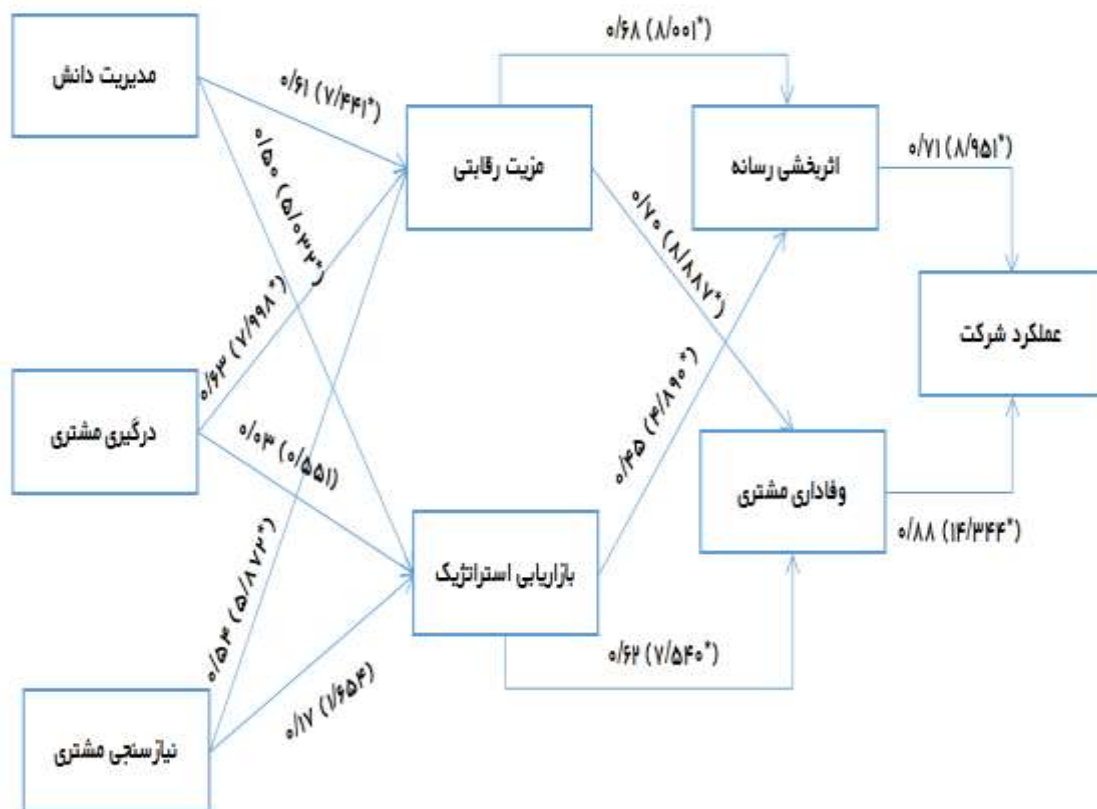 مدیریت دانش
درگیری مشتری
نیازسنجی مشتری
۰/۶۱ (۷/۴۴۱*)
۰/۵۰ (۵/۰۳۲*)
۰/۶۳ (۷/۹۹۸*)
۰/۰۳ (۰/۵۵۱)
۰/۵۴ (۵/۸۷۲*)
۰/۱۷ (۱/۶۵۴)
مزیت رقابتی
بازاریابی استراتژیک
۰/۶۸ (۸/۰۰۱*)
۰/۷۰ (۸/۸۸۷*)
۰/۴۵ (۴/۸۹۰*)
۰/۶۲ (۷/۵۴۰*)
اثربخشی رسانه
وفاداری مشتری
۰/۷۱ (۸/۹۵۱*)
۰/۸۸ (۱۴/۳۴۴*)
عملکرد شرکت